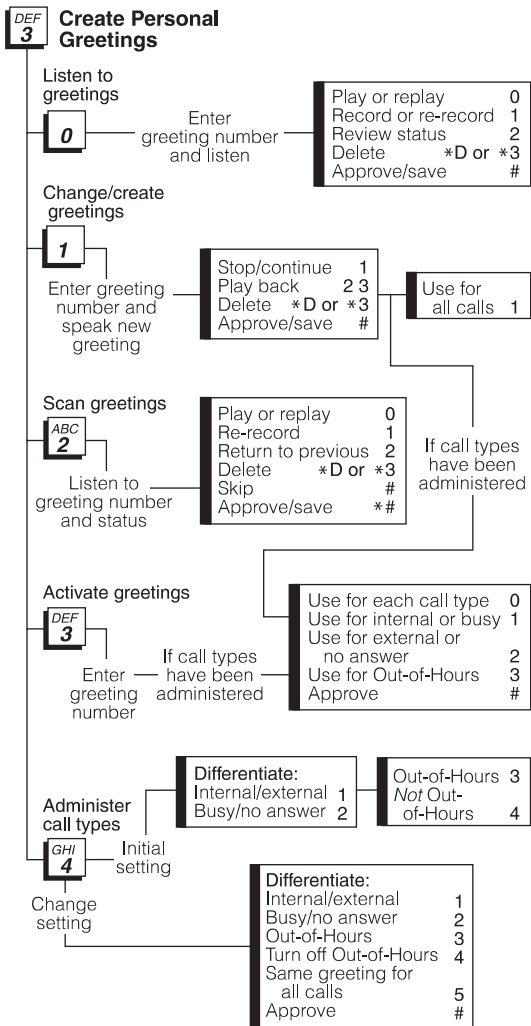 DEF
3
Create Personal
Greetings
Listen to
greetings
0
Enter
greeting number
and listen
Play or replay 0
Record or re-record 1
Review status 2
Delete *D or *3
Approve/save #
Change/create
greetings
1
Enter greeting
number and
speak new
greeting
Stop/continue 1
Play back 2 3
Delete *D or *3
Approve/save #
Use for
all calls 1
If call types
have been
administered
Scan greetings
ABC
2
Listen to
greeting number
and status
Play or replay 0
Re-record 1
Return to previous 2
Delete *D or *3
Skip #
Approve/save *#
Activate greetings
DEF
3
Enter
greeting
number
If call types
have been
administered
Use for each call type 0
Use for internal or busy 1
Use for external or
no answer 2
Use for Out-of-Hours 3
Approve #
Administer
call types
GHI
4
Initial
setting
Differentiate:
Internal/external 1
Busy/no answer 2
Out-of-Hours 3
Not Out-
of-Hours 4
Change
setting
Differentiate:
Internal/external 1
Busy/no answer 2
Out-of-Hours 3
Turn off Out-of-Hours 4
Same greeting for
all calls 5
Approve #